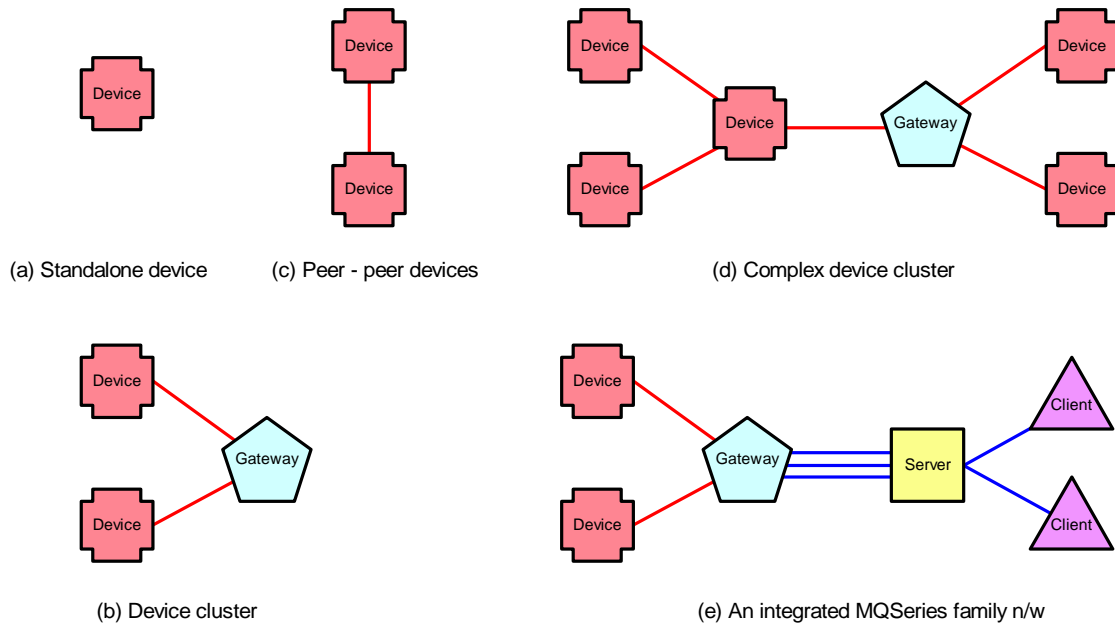 Device
(a) Standalone device
Device
Device
(c) Peer - peer devices
Device
Device
Device
Gateway
Device
Device
(d) Complex device cluster
Device
Device
Gateway
(b) Device cluster
Device
Device
Gateway
Server
Client
Client
(e) An integrated MQSeries family n/w